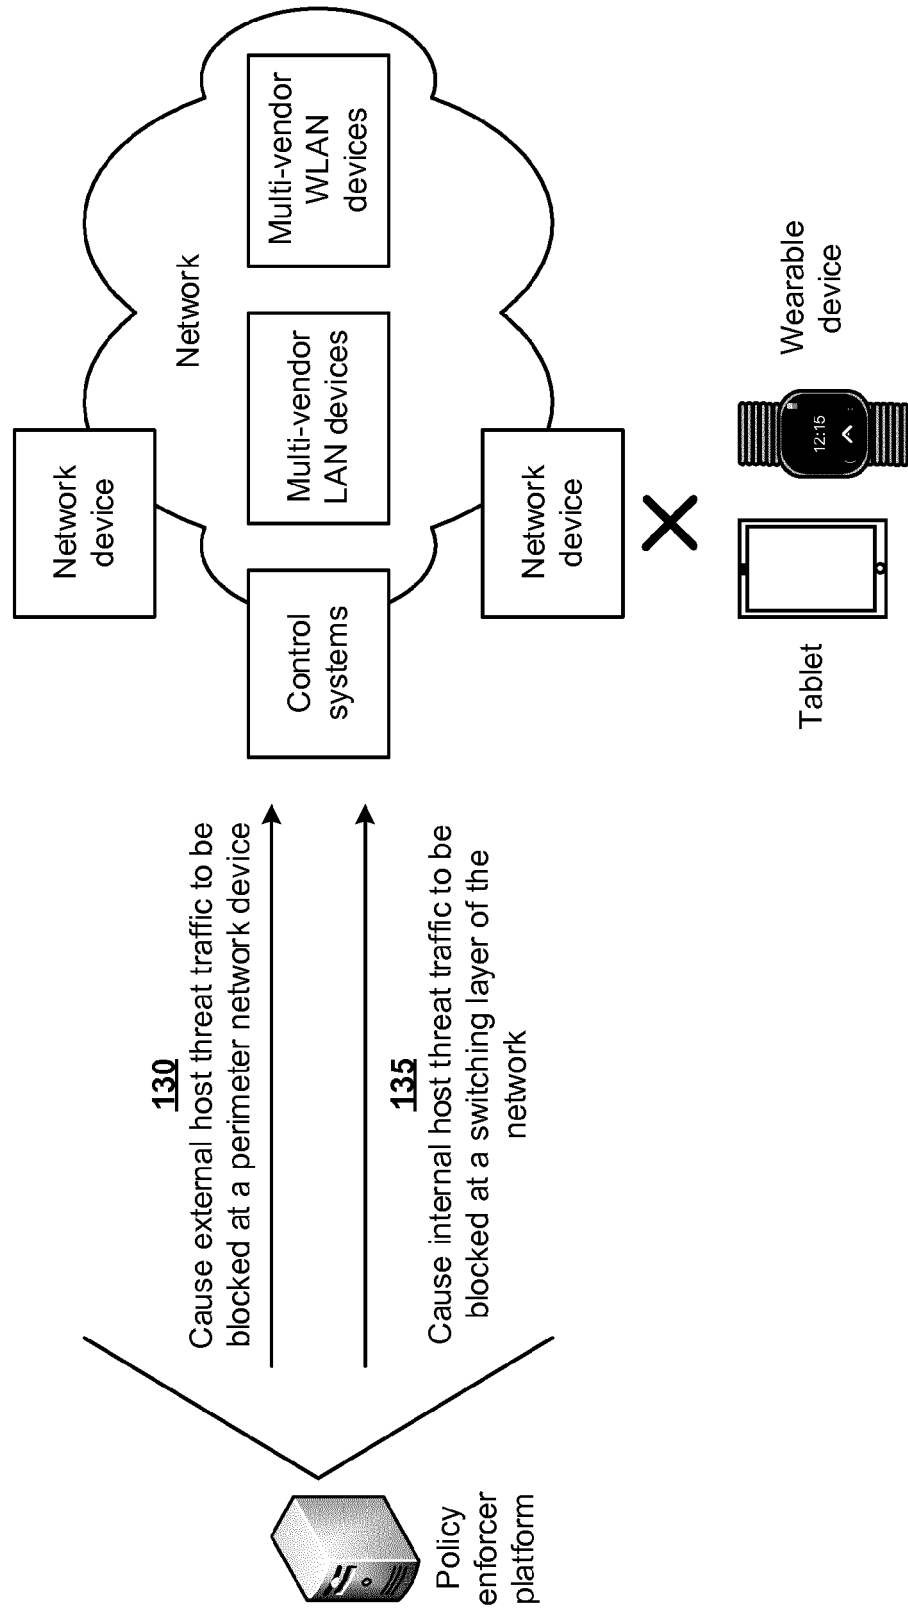 Policy
enforcer
platform
130
Cause external host threat traffic to be
blocked at a perimeter network device
135
Cause internal host threat traffic to be
blocked at a switching layer of the
network
Network
device
Control
systems
Network
Multi-vendor
LAN devices
Multi-vendor
WLAN
devices
Network
device
Tablet
12:15
Wearable
device